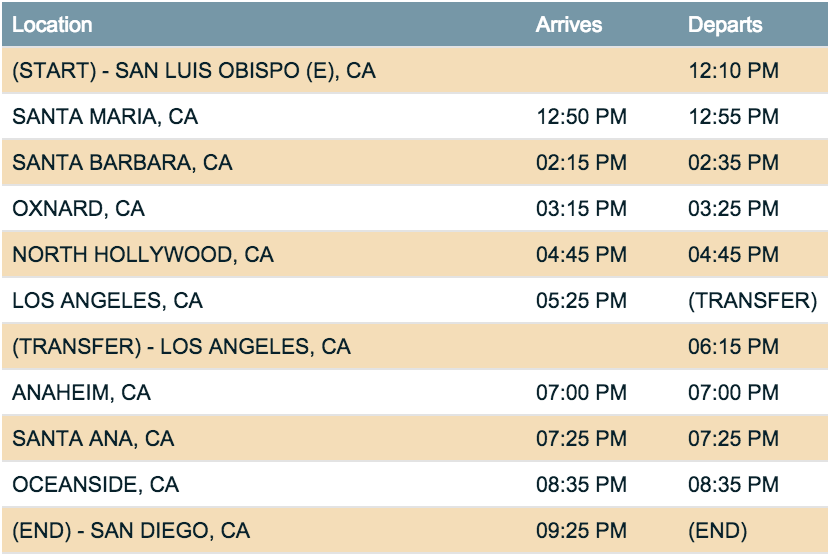 Location Arrives Departs
(START) - SAN LUIS OBISPO (E), CA 12:10 PM
SANTA MARIA, CA 12:50 PM 12:55 PM
SANTA BARBARA, CA 02:15 PM 02:35 PM
OXNARD, CA 03:15 PM 03:25 PM
NORTH HOLLYWOOD, CA 04:45 PM 04:45 PM
LOS ANGELES, CA 05:25 PM (TRANSFER)
(TRANSFER) - LOS ANGELES, CA 06:15 PM
ANAHEIM, CA 07:00 PM 07:00 PM
SANTA ANA, CA 07:25 PM 07:25 PM
OCEANSIDE, CA 08:35 PM 08:35 PM
(END) - SAN DIEGO, CA 09:25 PM (END)